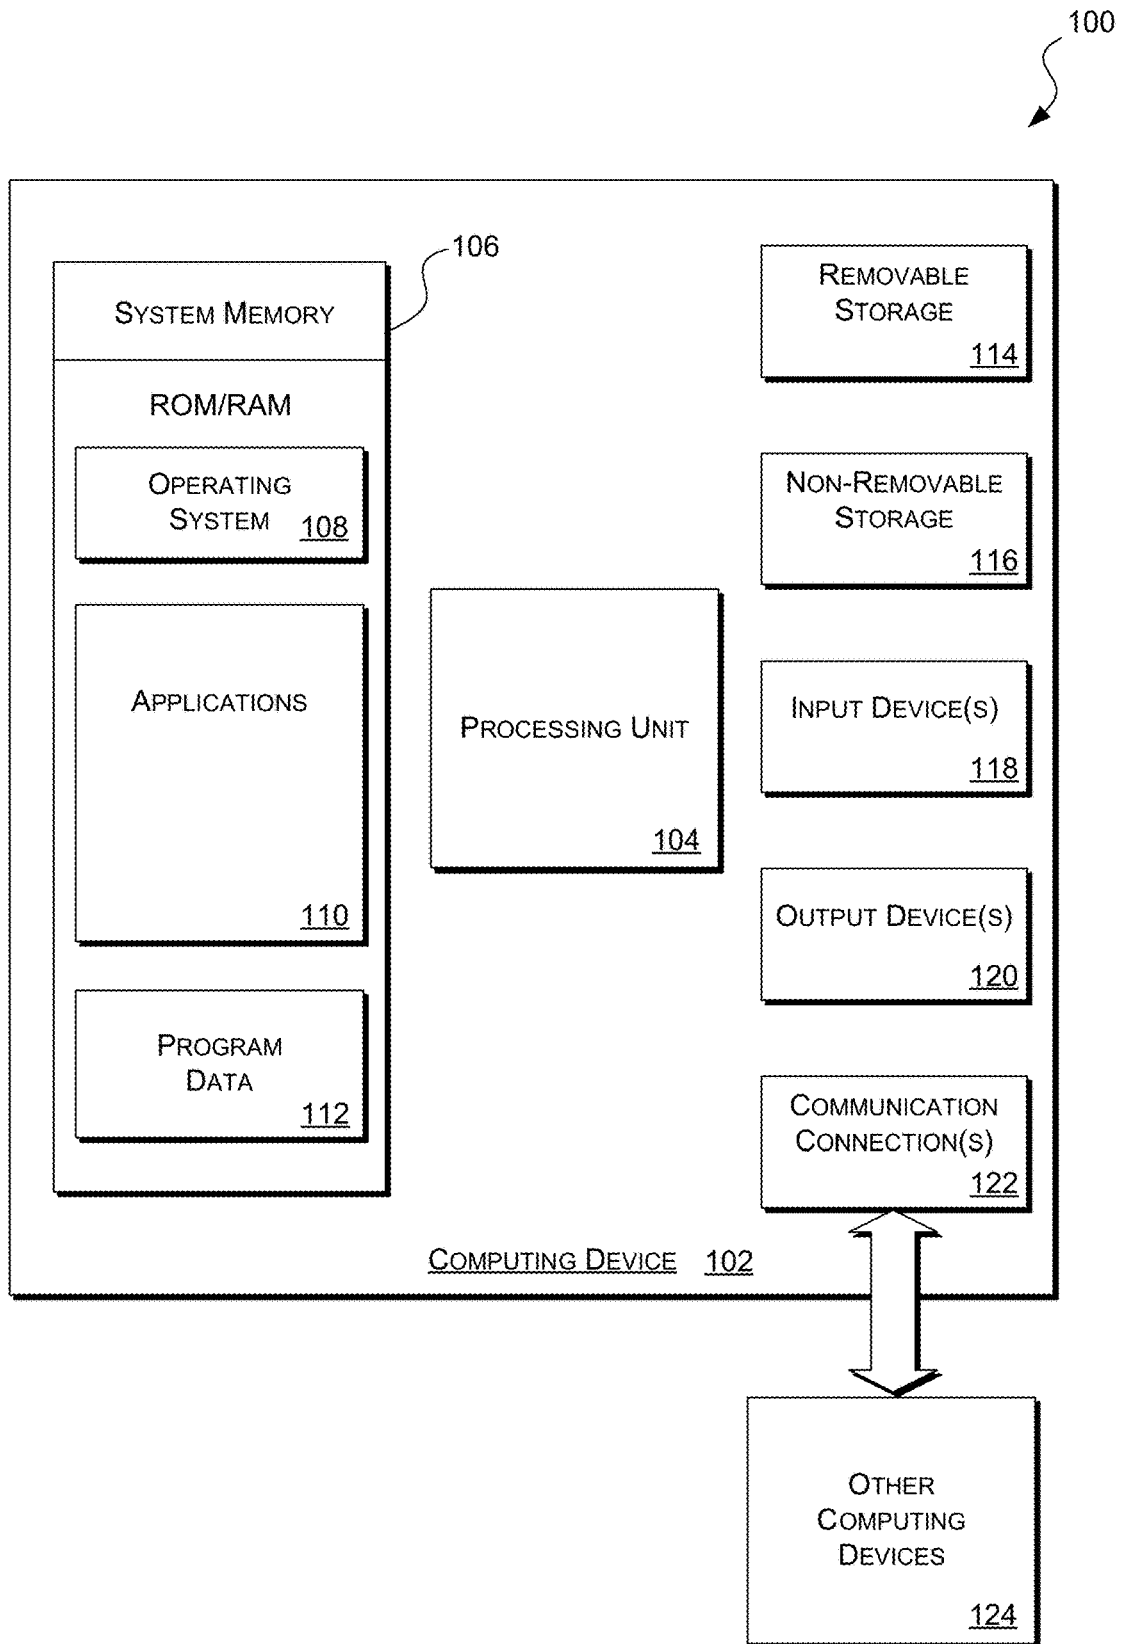 100
106
SYSTEM MEMORY
ROM/RAM
OPERATING
SYSTEM
108
APPLICATIONS
110
PROGRAM
DATA
112
PROCESSING UNIT
104
REMOVABLE
STORAGE
114
NON-REMOVABLE
STORAGE
116
INPUT DEVICE(S)
118
OUTPUT DEVICE(S)
120
COMMUNICATION
CONNECTION(S)
122
COMPUTING DEVICE 102
OTHER
COMPUTING
DEVICES
124